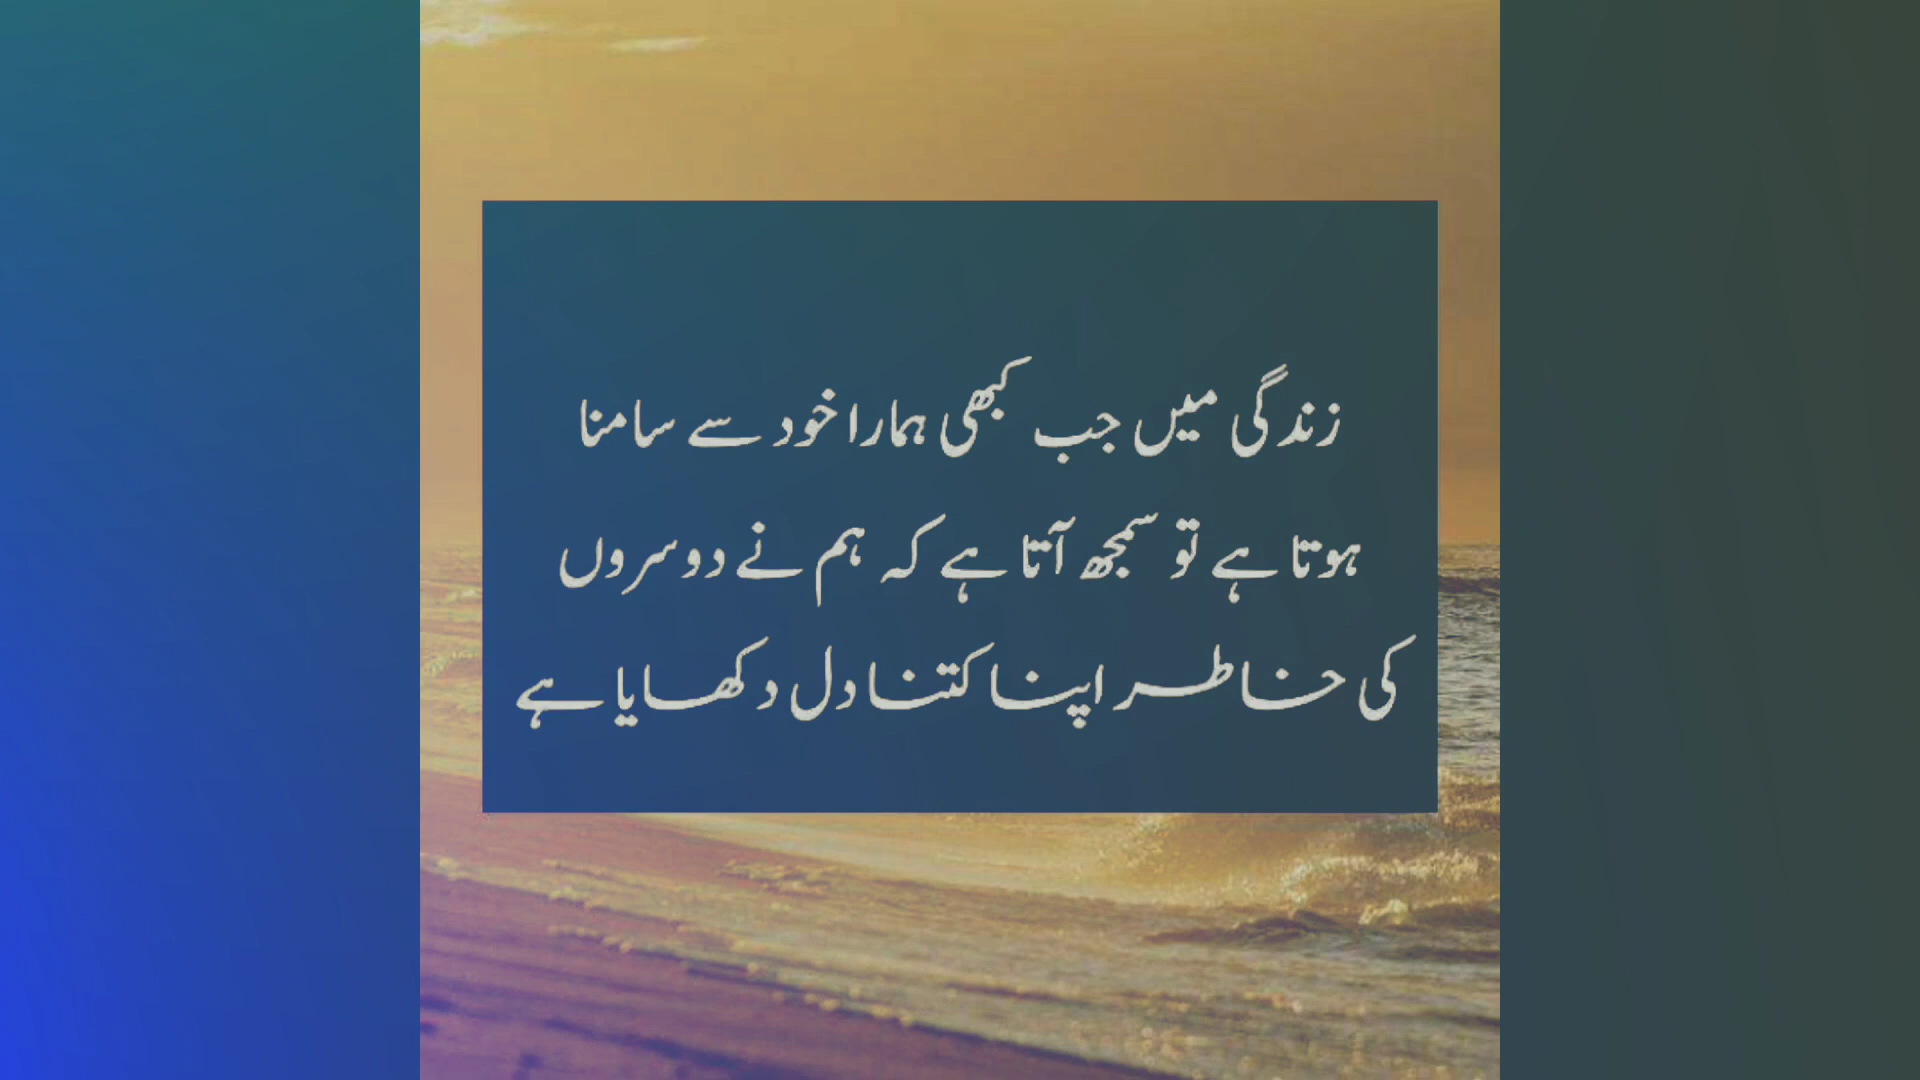 زندگی میں جب کبھی ہمارا خود سے سامنا
ہوتا ہے تو سمجھ آتا ہے کہ ہم نے دوسروں
کی خاطر اپنا کتنا دل دکھایا ہے